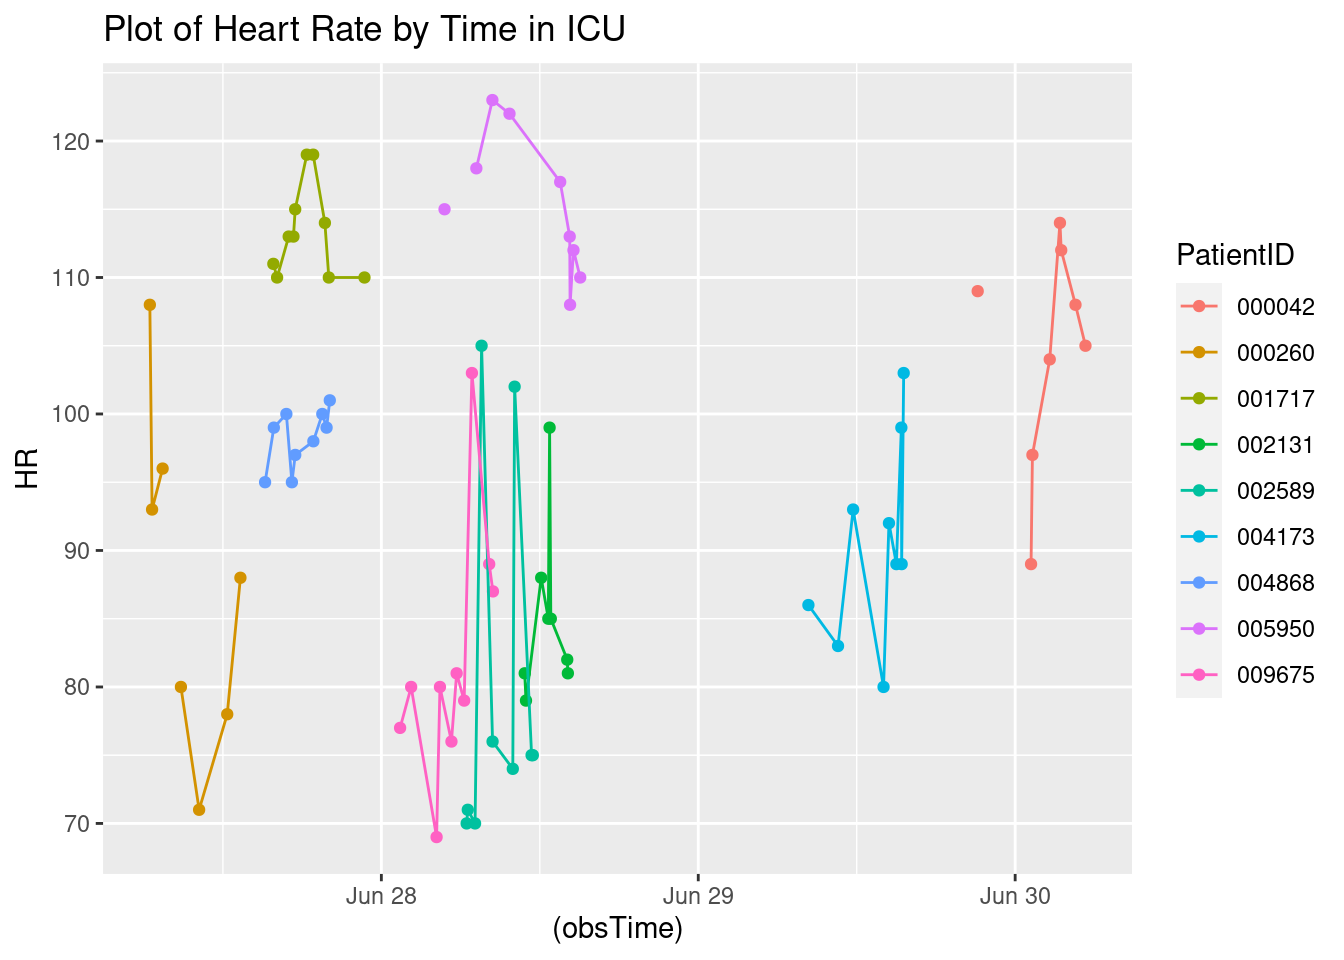 Plot of Heart Rate by Time in ICU
HR
120
110
100
90
80
70
Jun 28
Jun 29
Jun 30
(obsTime)
PatientID
000042
000260
001717
002131
002589
004173
004868
005950
009675